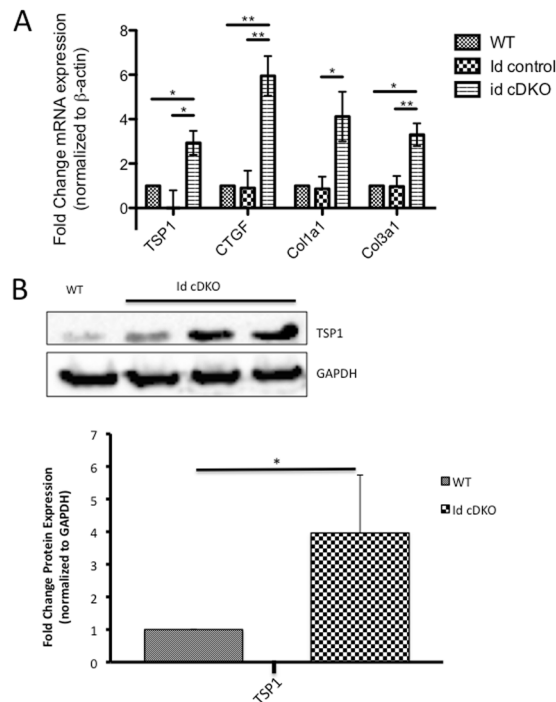 A
Fold Change mRNA expression
(normalized to β-actin)
8
6
4
2
0
*
*
**
**
*
*
**
TSP1
CTGF
Col1a1
Col3a1
WT
Id control
id cDKO
B
WT
Id cDKO
TSP1
GAPDH
Fold Change Protein Expression
(normalized to GAPDH)
7
6
5
4
3
2
1
0
*
TSP1
WT
Id cDKO